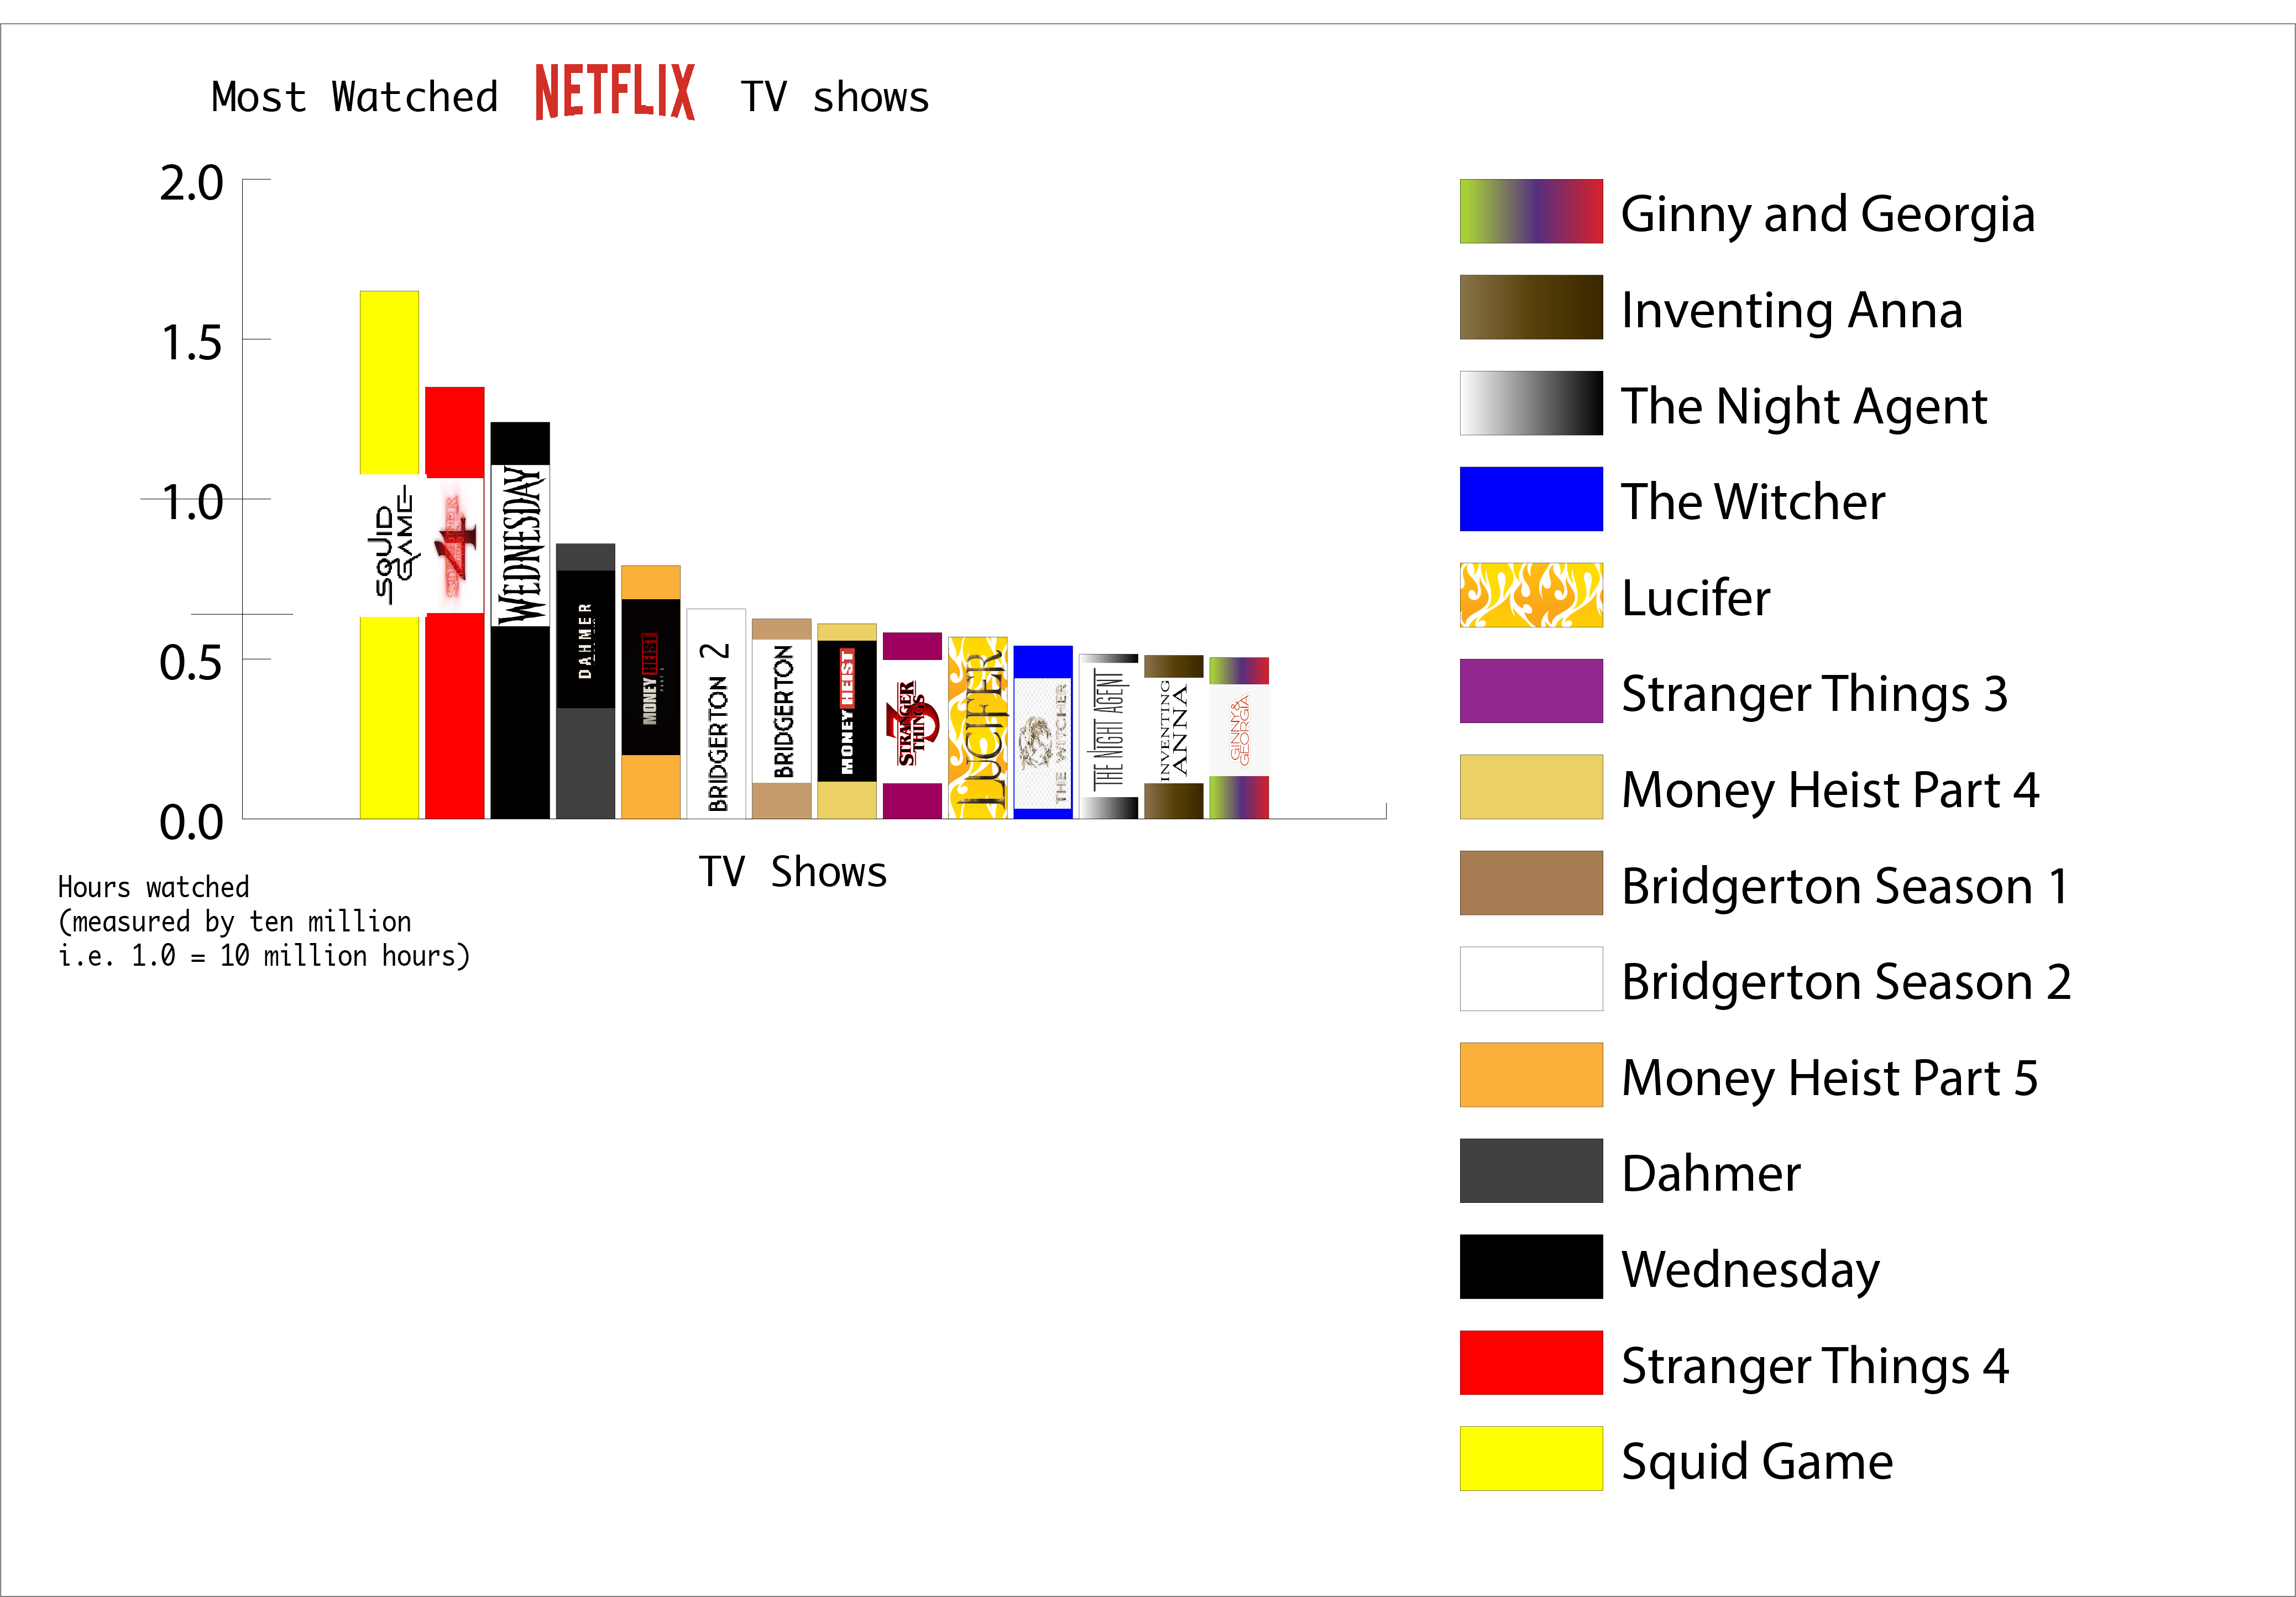 Most Watched NETFLIX TV shows
2.0
1.5
1.0
0.5
0.0
SQUID
GAME
4
WEDNESDAY
DAHMER
MONEY HEIST
BRIDGERTON 2
BRIDGERTON
MONEY HEIST
STRANGER
THINGS
3
LUCIFER
THE WITCHER
THE NIGHT AGENT
INVENTING
ANNA
GINNY&
GEORGIA
TV Shows
Hours watched
(measured by ten million
i.e. 1.0 = 10 million hours)
Ginny and Georgia
Inventing Anna
The Night Agent
The Witcher
Lucifer
Stranger Things 3
Money Heist Part 4
Bridgerton Season 1
Bridgerton Season 2
Money Heist Part 5
Dahmer
Wednesday
Stranger Things 4
Squid Game